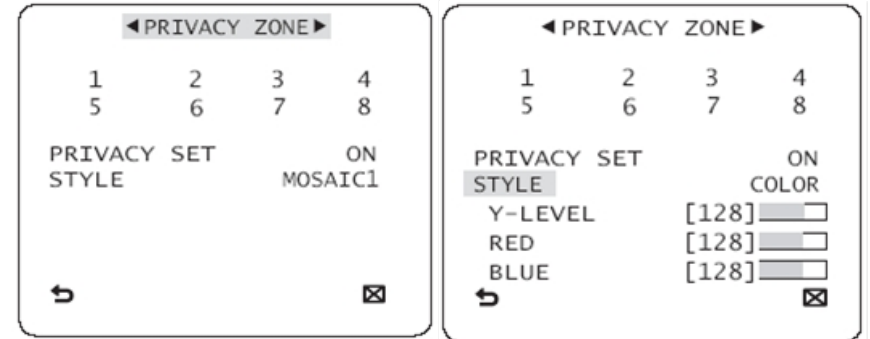 ◀PRIVACY ZONE▶
1 2 3 4
5 6 7 8
PRIVACY SET ON
STYLE MOSAIC1
◀PRIVACY ZONE▶
1 2 3 4
5 6 7 8
PRIVACY SET ON
STYLE COLOR
Y-LEVEL [128]
RED [128]
BLUE [128]